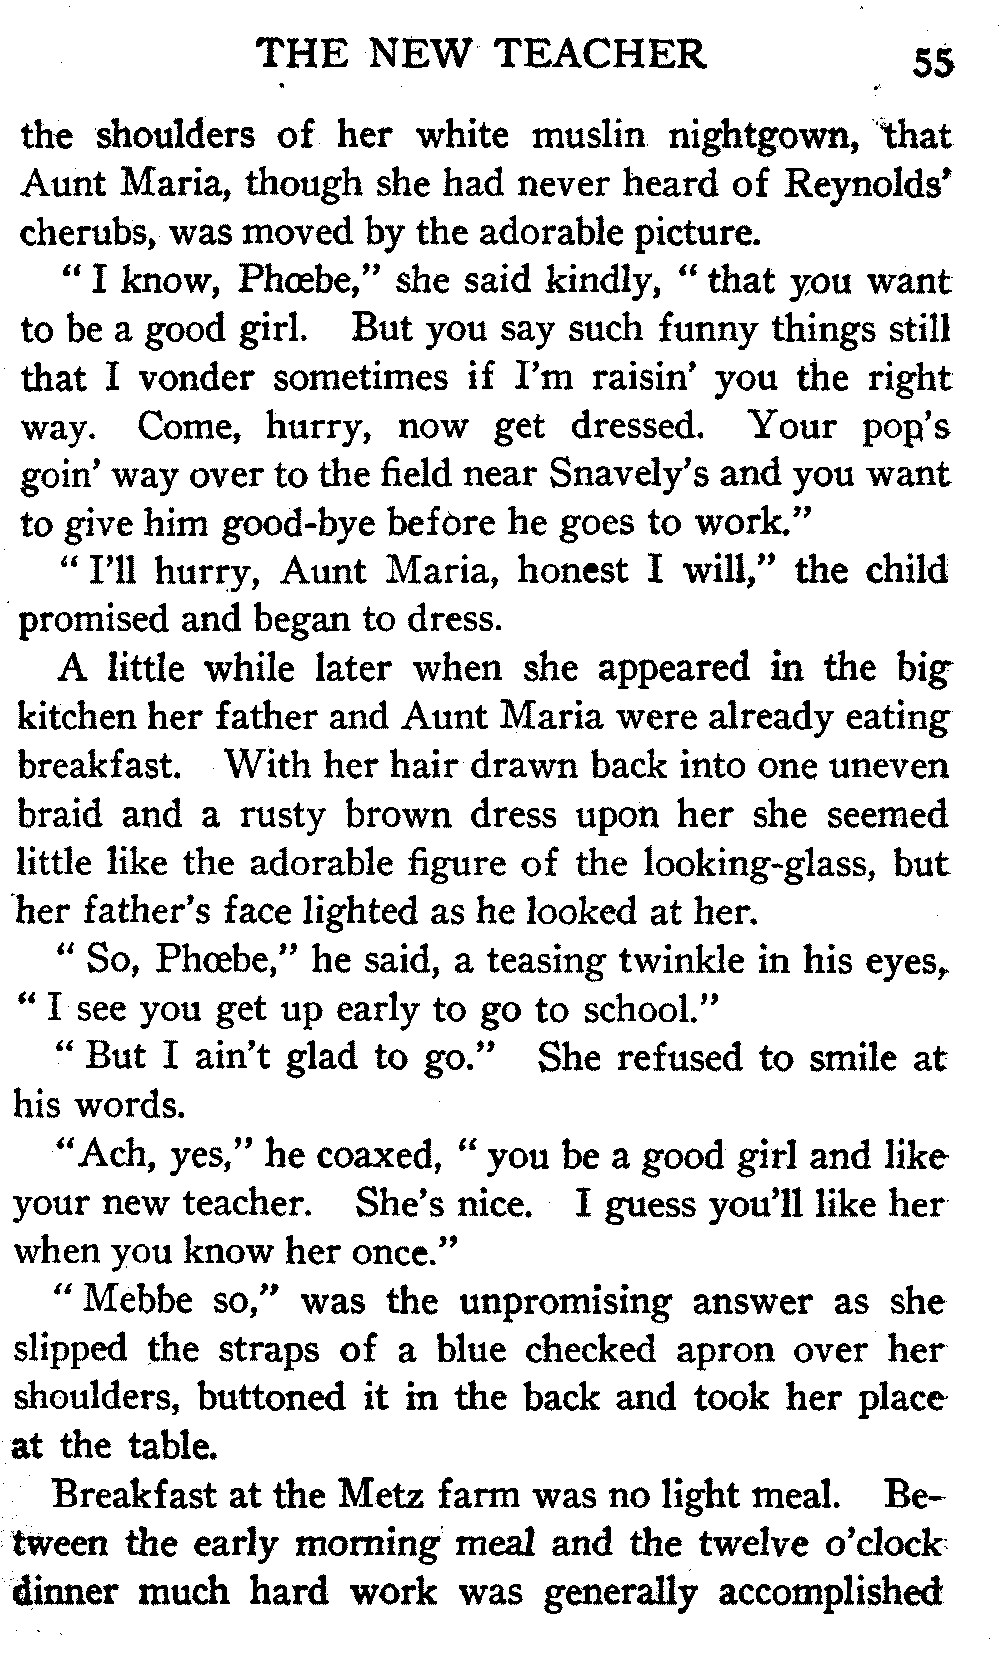 THE NEW TEACHER 55
the shoulders of her white muslin nightgown, that
Aunt Maria, though she had never heard of Reynolds'
cherubs, was moved by the adorable picture.
" I know, Phœbe," she said kindly, " that you want
to be a good girl. But you say such funny things still
that I vonder sometimes if I'm raisin' you the right
way. Come, hurry, now get dressed. Your pop's
goin' way over to the field near Snavely's and you want
to give him good-bye before he goes to work."
" I'll hurry, Aunt Maria, honest I will," the child
promised and began to dress.
A little while later when she appeared in the big
kitchen her father and Aunt Maria were already eating
breakfast. With her hair drawn back into one uneven
braid and a rusty brown dress upon her she seemed
little like the adorable figure of the looking-glass, but
her father's face lighted as he looked at her.
" So, Phœbe," he said, a teasing twinkle in his eyes,
" I see you get up early to go to school."
" But I ain't glad to go." She refused to smile at
his words.
"Ach, yes," he coaxed, " you be a good girl and like
your new teacher. She's nice. I guess you'll like her
when you know her once."
" Mebbe so," was the unpromising answer as she
slipped the straps of a blue checked apron over her
shoulders, buttoned it in the back and took her place
at the table.
Breakfast at the Metz farm was no light meal. Be-
tween the early morning meal and the twelve o'clock
dinner much hard work was generally accomplished